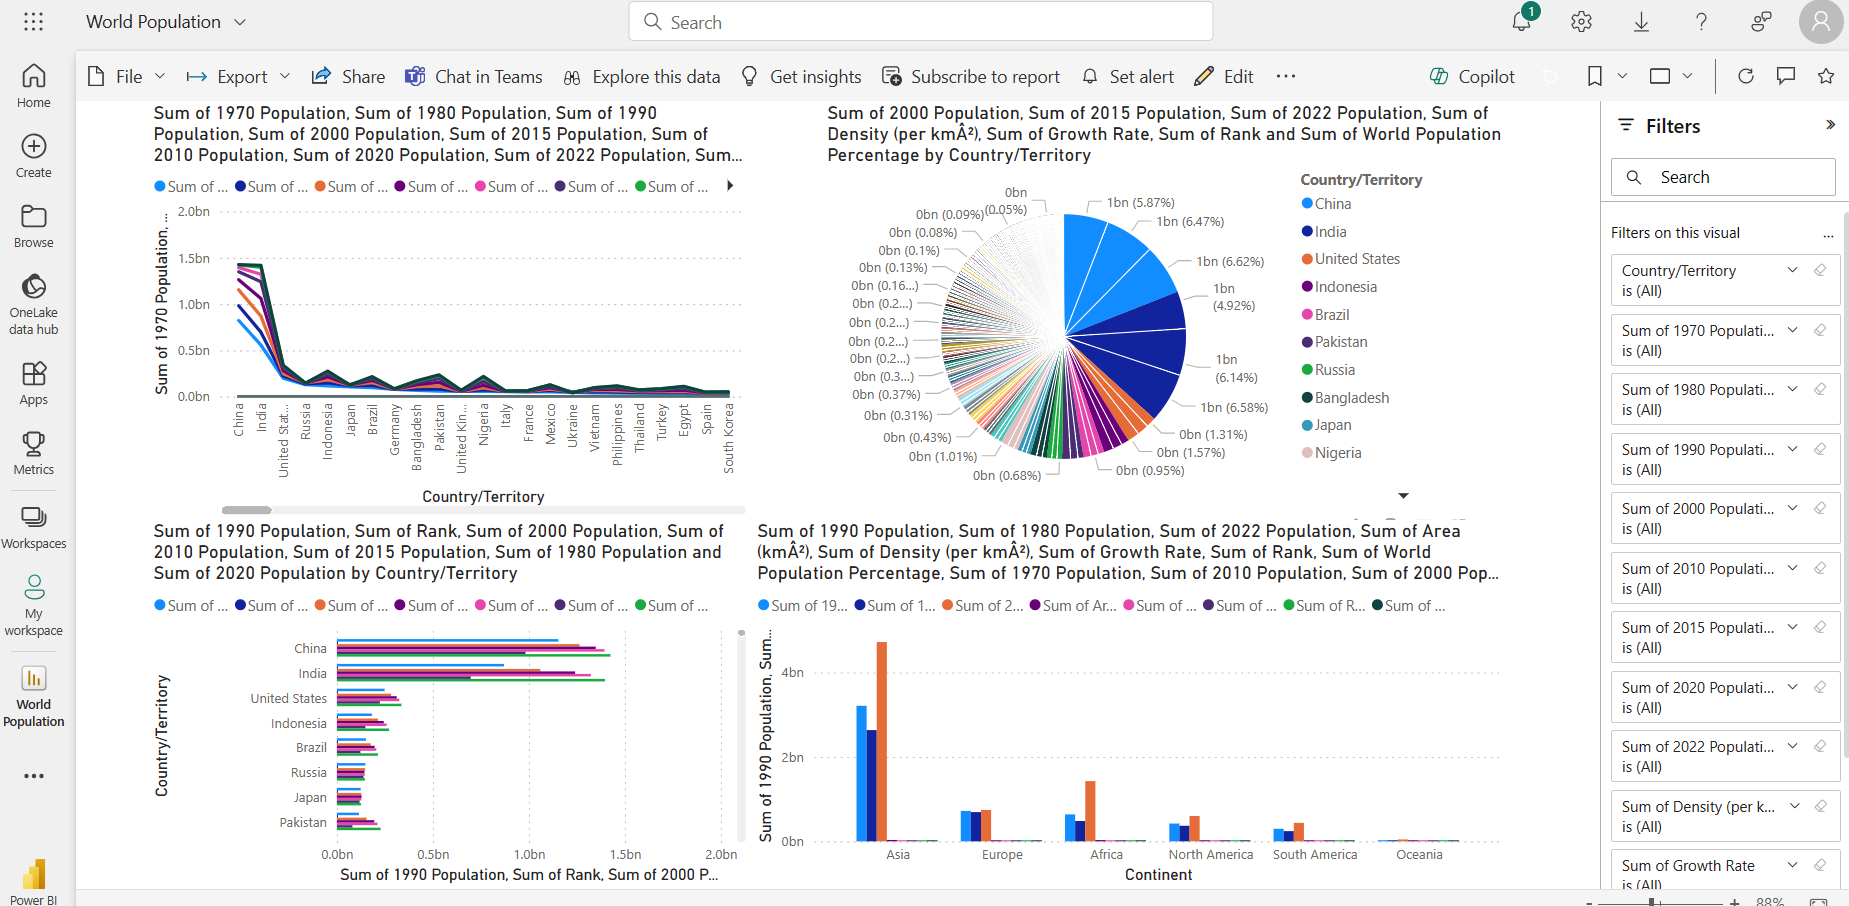 World Population
Search
1
File
Export
Share
Chat in Teams
Explore this data
Get insights
Subscribe to report
Set alert
Edit
Copilot
Home
Create
Browse
OneLake
data hub
Apps
Metrics
Workspaces
My
workspace
World
Population
Power BI
Sum of 1970 Population, Sum of 1980 Population, Sum of 1990
Population, Sum of 2000 Population, Sum of 2015 Population, Sum of
2010 Population, Sum of 2020 Population, Sum of 2022 Population, Sum...
Sum of ... Sum of ... Sum of ... Sum of ... Sum of ... Sum of ... Sum of ...
Sum of 1970 Population, ...
2.0bn
1.5bn
1.0bn
0.5bn
0.0bn
China
India
United Stat...
Russia
Indonesia
Japan
Brazil
Germany
Bangladesh
Pakistan
United Kin...
Nigeria
Italy
France
Mexico
Ukraine
Vietnam
Philippines
Thailand
Turkey
Egypt
Spain
South Korea
Country/Territory
Sum of 2000 Population, Sum of 2015 Population, Sum of 2022 Population, Sum of
Density (per kmÂ²), Sum of Growth Rate, Sum of Rank and Sum of World Population
Percentage by Country/Territory
1bn (5.87%)
1bn (6.47%)
1bn (6.62%)
1bn
(4.92%)
1bn
(6.14%)
1bn (6.58%)
0bn (1.31%)
0bn (1.57%)
0bn (0.95%)
0bn (0.68%)
0bn (1.01%)
0bn (0.43%)
0bn (0.31%)
0bn (0.37%)
0bn (0.3...)
0bn (0.2...)
0bn (0.2...)
0bn (0.2...)
0bn (0.2...)
0bn (0.16...)
0bn (0.13%)
0bn (0.1%)
0bn (0.08%)
0bn (0.09%)
0bn
(0.05%)
Country/Territory
China
India
United States
Indonesia
Brazil
Pakistan
Russia
Bangladesh
Japan
Nigeria
Sum of 1990 Population, Sum of Rank, Sum of 2000 Population, Sum of
2010 Population, Sum of 2015 Population, Sum of 1980 Population and
Sum of 2020 Population by Country/Territory
Sum of ... Sum of ... Sum of ... Sum of ... Sum of ... Sum of ... Sum of ...
Country/Territory
China
India
United States
Indonesia
Brazil
Russia
Japan
Pakistan
0.0bn 0.5bn 1.0bn 1.5bn 2.0bn
Sum of 1990 Population, Sum of Rank, Sum of 2000 P...
Sum of 1990 Population, Sum of 1980 Population, Sum of 2022 Population, Sum of Area
(kmÂ²), Sum of Density (per kmÂ²), Sum of Growth Rate, Sum of Rank, Sum of World
Population Percentage, Sum of 1970 Population, Sum of 2010 Population, Sum of 2000 Pop...
Sum of 19... Sum of 1... Sum of 2... Sum of Ar... Sum of ... Sum of ... Sum of R... Sum of ...
Sum of 1990 Population, Sum...
4bn
2bn
0bn
Asia Europe Africa North America South America Oceania
Continent
Filters
Search
Filters on this visual
...
Country/Territory
is (All)
Sum of 1970 Populati...
is (All)
Sum of 1980 Populati...
is (All)
Sum of 1990 Populati...
is (All)
Sum of 2000 Populati...
is (All)
Sum of 2010 Populati...
is (All)
Sum of 2015 Populati...
is (All)
Sum of 2020 Populati...
is (All)
Sum of 2022 Populati...
is (All)
Sum of Density (per k...
is (All)
Sum of Growth Rate
is (All)
- + 88%